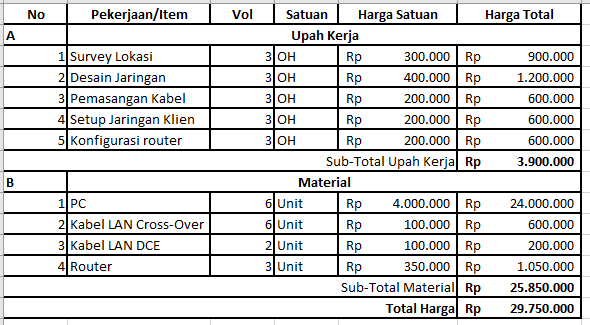 No Pekerjaan/Item Vol Satuan Harga Satuan Harga Total
A Upah Kerja
1 Survey Lokasi 3 OH Rp 300.000 Rp 900.000
2 Desain Jaringan 3 OH Rp 400.000 Rp 1.200.000
3 Pemasangan Kabel 3 OH Rp 200.000 Rp 600.000
4 Setup Jaringan Klien 3 OH Rp 200.000 Rp 600.000
5 Konfigurasi router 3 OH Rp 200.000 Rp 600.000
Sub-Total Upah Kerja Rp 3.900.000
B Material
1 PC 6 Unit Rp 4.000.000 Rp 24.000.000
2 Kabel LAN Cross-Over 6 Unit Rp 100.000 Rp 600.000
3 Kabel LAN DCE 2 Unit Rp 100.000 Rp 200.000
4 Router 3 Unit Rp 350.000 Rp 1.050.000
Sub-Total Material Rp 25.850.000
Total Harga Rp 29.750.000